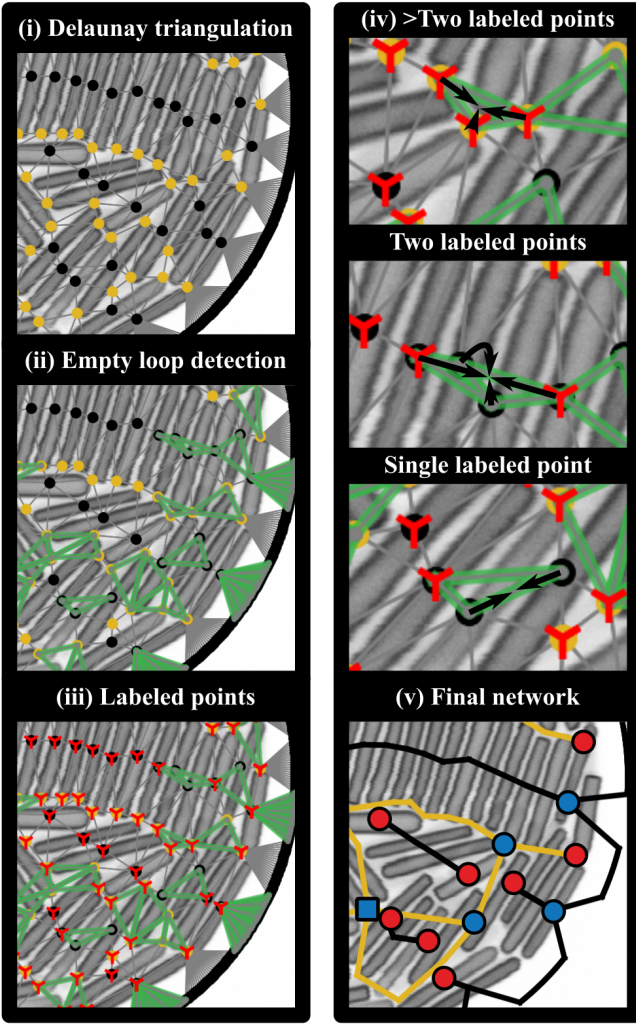 (i) Delaunay triangulation
(ii) Empty loop detection
(iii) Labeled points
(iv) >Two labeled points
Two labeled points
Single labeled point
(v) Final network